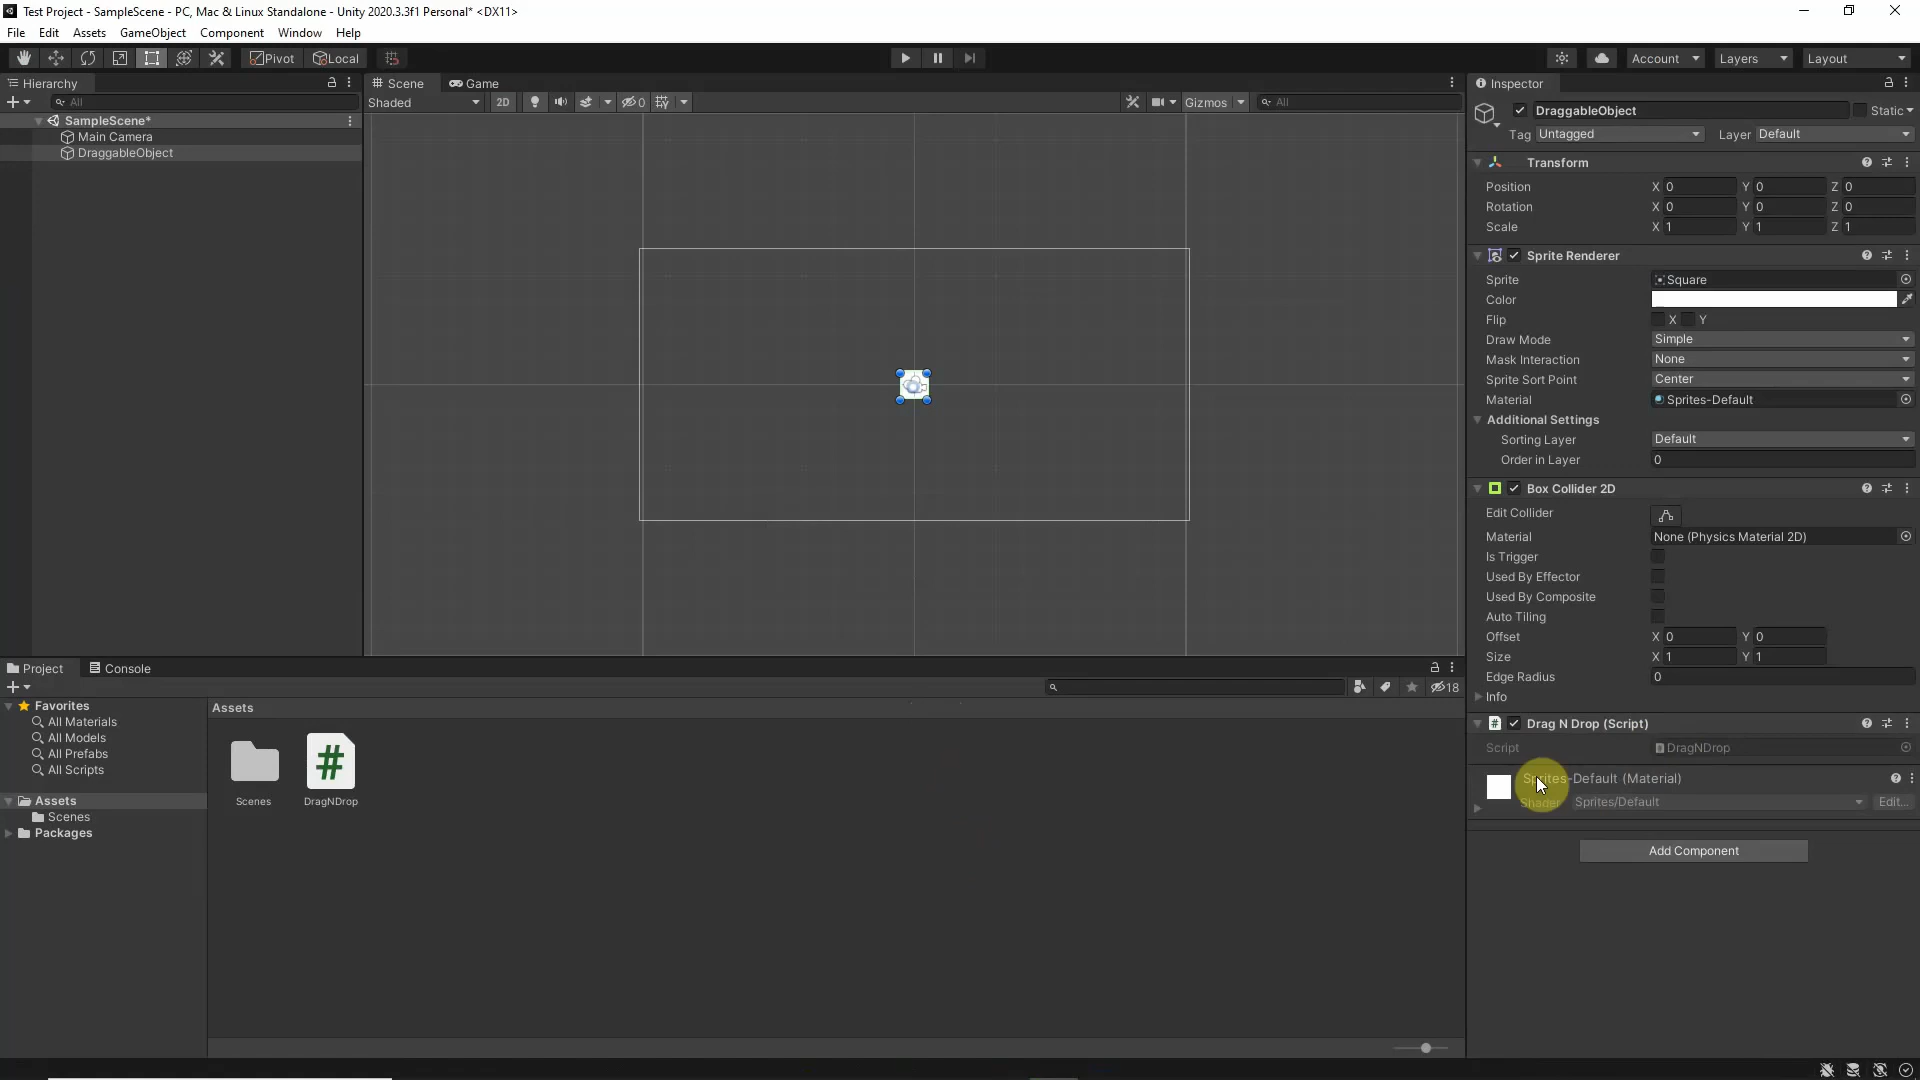 Test Project - SampleScene - PC, Mac & Linux Standalone - Unity 2020.3.3f1 Personal* <DX11>
File Edit Assets GameObject Component Window Help
Pivot Local Account Layers Layout
Hierarchy
All
SampleScene*
Main Camera
DraggableObject
Scene Game
Shaded 2D 0 Gizmos All
Inspector
DraggableObject Static
Tag Untagged Layer Default
Transform
Position X 0 Y 0 Z 0
Rotation X 0 Y 0 Z 0
Scale X 1 Y 1 Z 1
Sprite Renderer
Sprite Square
Color
Flip X Y
Draw Mode Simple
Mask Interaction None
Sprite Sort Point Center
Material Sprites-Default
Additional Settings
Sorting Layer Default
Order in Layer 0
Box Collider 2D
Edit Collider
Material None (Physics Material 2D)
Is Trigger
Used By Effector
Used By Composite
Auto Tiling
Offset X 0 Y 0
Size X 1 Y 1
Edge Radius 0
Info
# Drag N Drop (Script)
Script DragNDrop
Sprites-Default (Material)
Shader Sprites/Default Edit...
Add Component
Project Console
18
Favorites
All Materials
All Models
All Prefabs
All Scripts
Assets
Scenes
Packages
Assets
#
Scenes DragNDrop